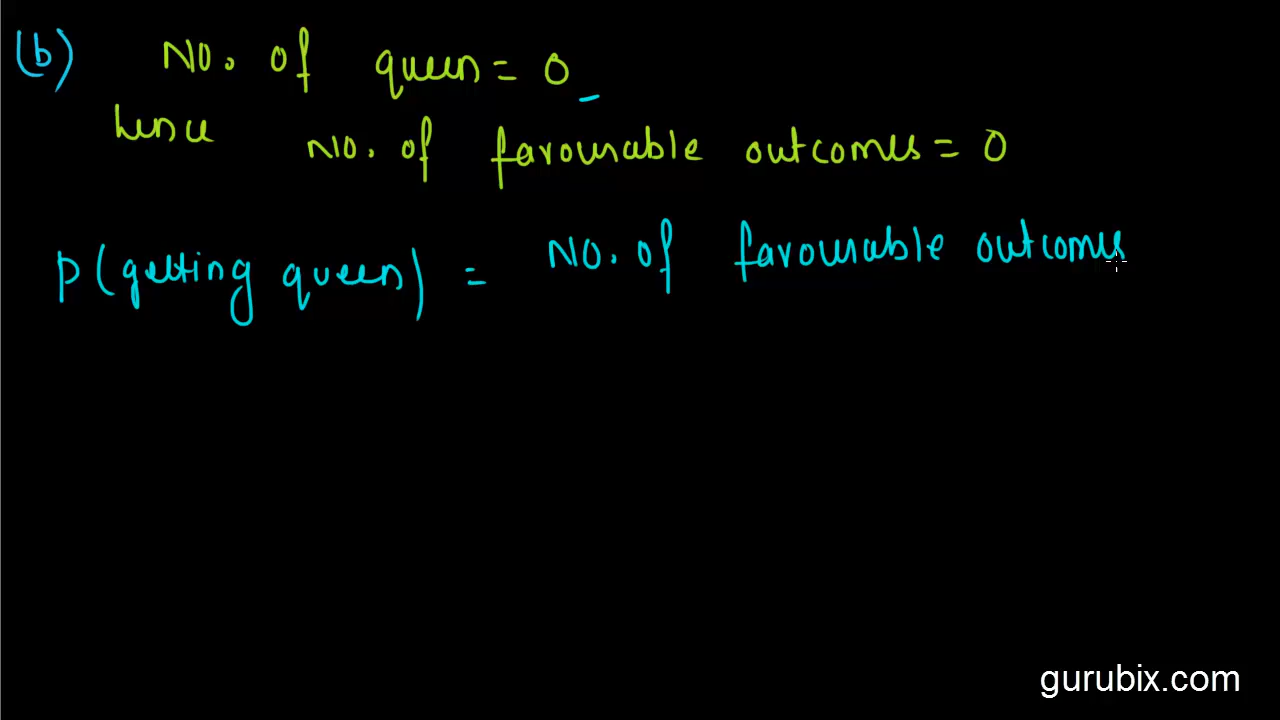 (b) No. of queen = 0
hence No. of favourable outcomes = 0
P(getting queen) = No. of favourable outcomes
gurubix.com